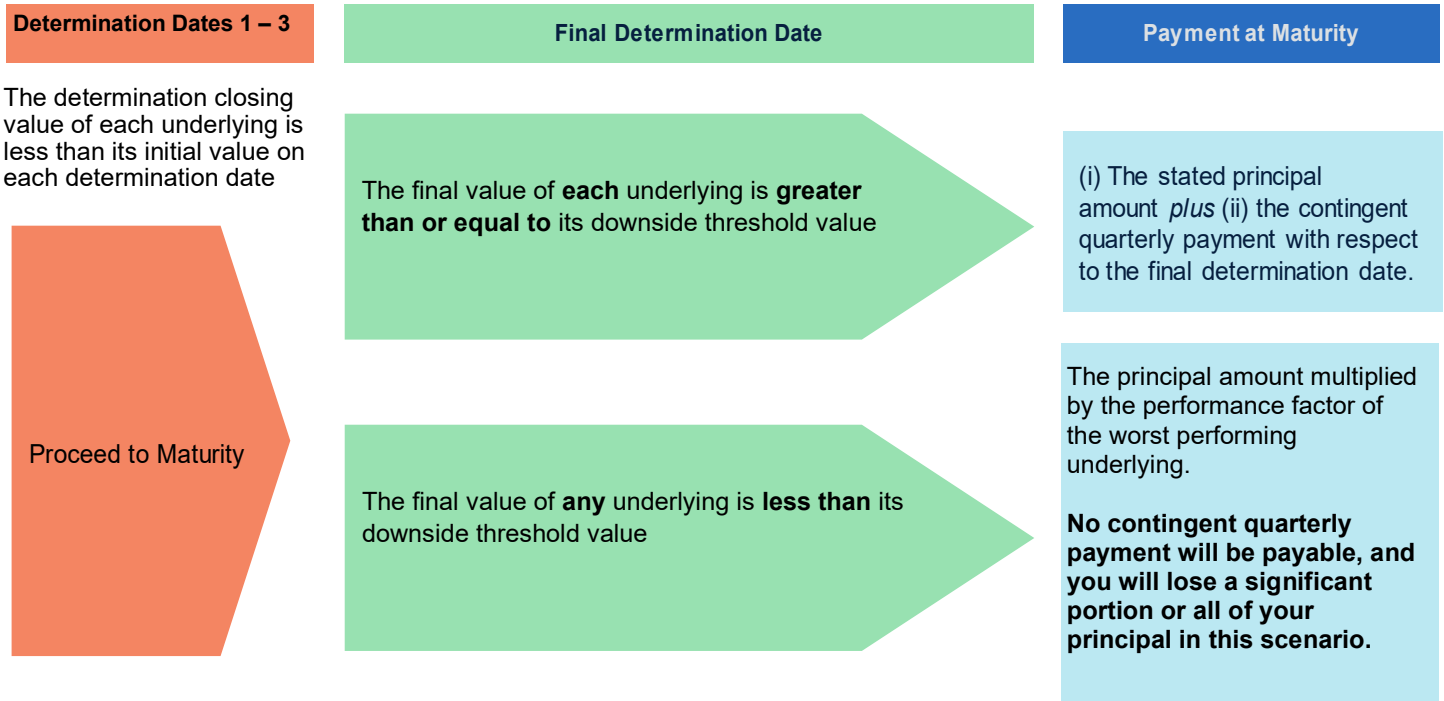 Determination Dates 1 – 3
Final Determination Date
Payment at Maturity
The determination closing
value of each underlying is
less than its initial value on
each determination date
Proceed to Maturity
The final value of each underlying is greater
than or equal to its downside threshold value
(i) The stated principal
amount plus (ii) the contingent
quarterly payment with respect
to the final determination date.
The final value of any underlying is less than its
downside threshold value
The principal amount multiplied
by the performance factor of
the worst performing
underlying.
No contingent quarterly
payment will be payable, and
you will lose a significant
portion or all of your
principal in this scenario.